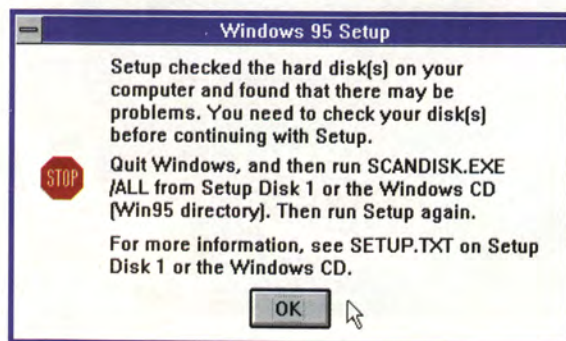 Windows 95 Setup
Setup checked the hard disk(s) on your
computer and found that there may be
problems. You need to check your disk(s)
before continuing with Setup.
STOP
Quit Windows, and then run SCANDISK.EXE
/ALL from Setup Disk 1 or the Windows CD
(Win95 directory). Then run Setup again.
For more information, see SETUP.TXT on Setup
Disk 1 or the Windows CD.
OK